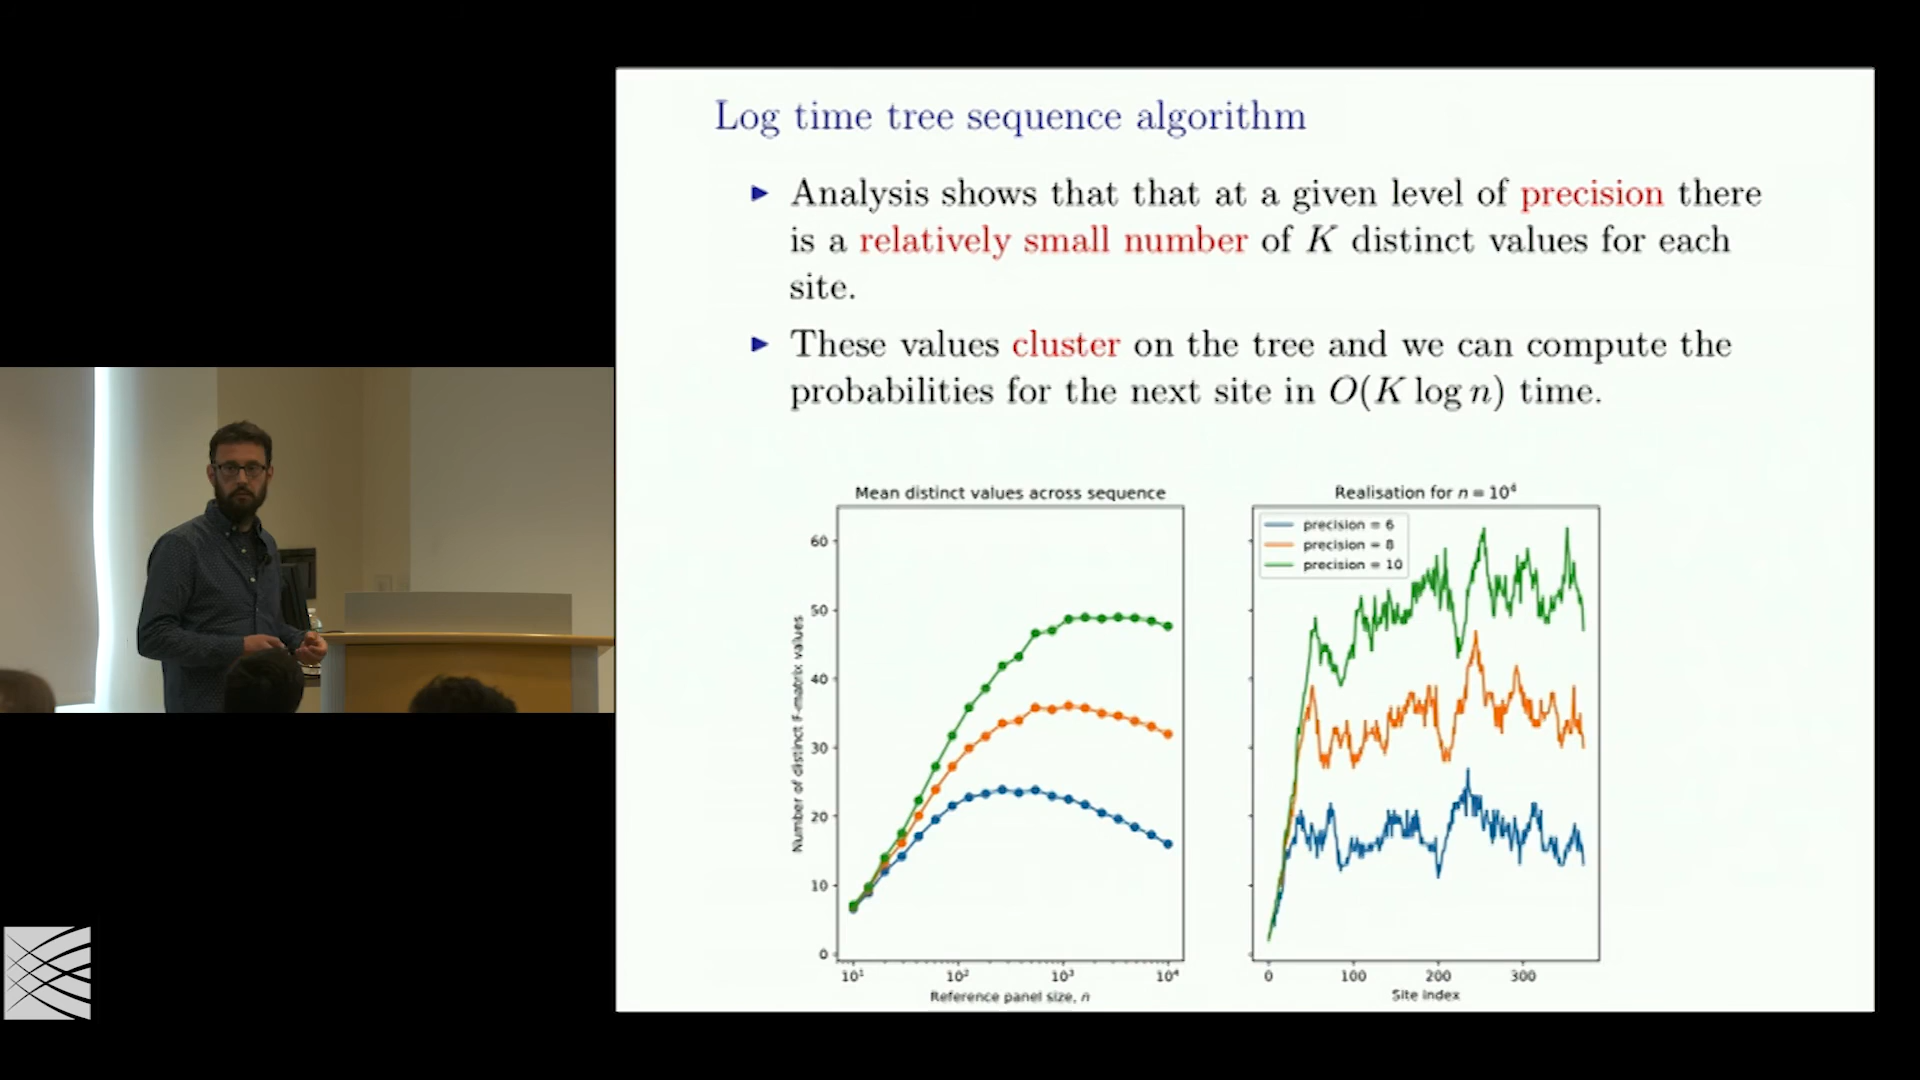 Log time tree sequence algorithm
Analysis shows that that at a given level of precision there
is a relatively small number of K distinct values for each
site.
These values cluster on the tree and we can compute the
probabilities for the next site in O(K log n) time.
Mean distinct values across sequence
Number of distinct F-matrix values
60
50
40
30
20
10
0
10¹ 10² 10³ 10⁴
Reference panel size, n
Realisation for n = 10⁴
precision = 6
precision = 8
precision = 10
0 100 200 300
Site index